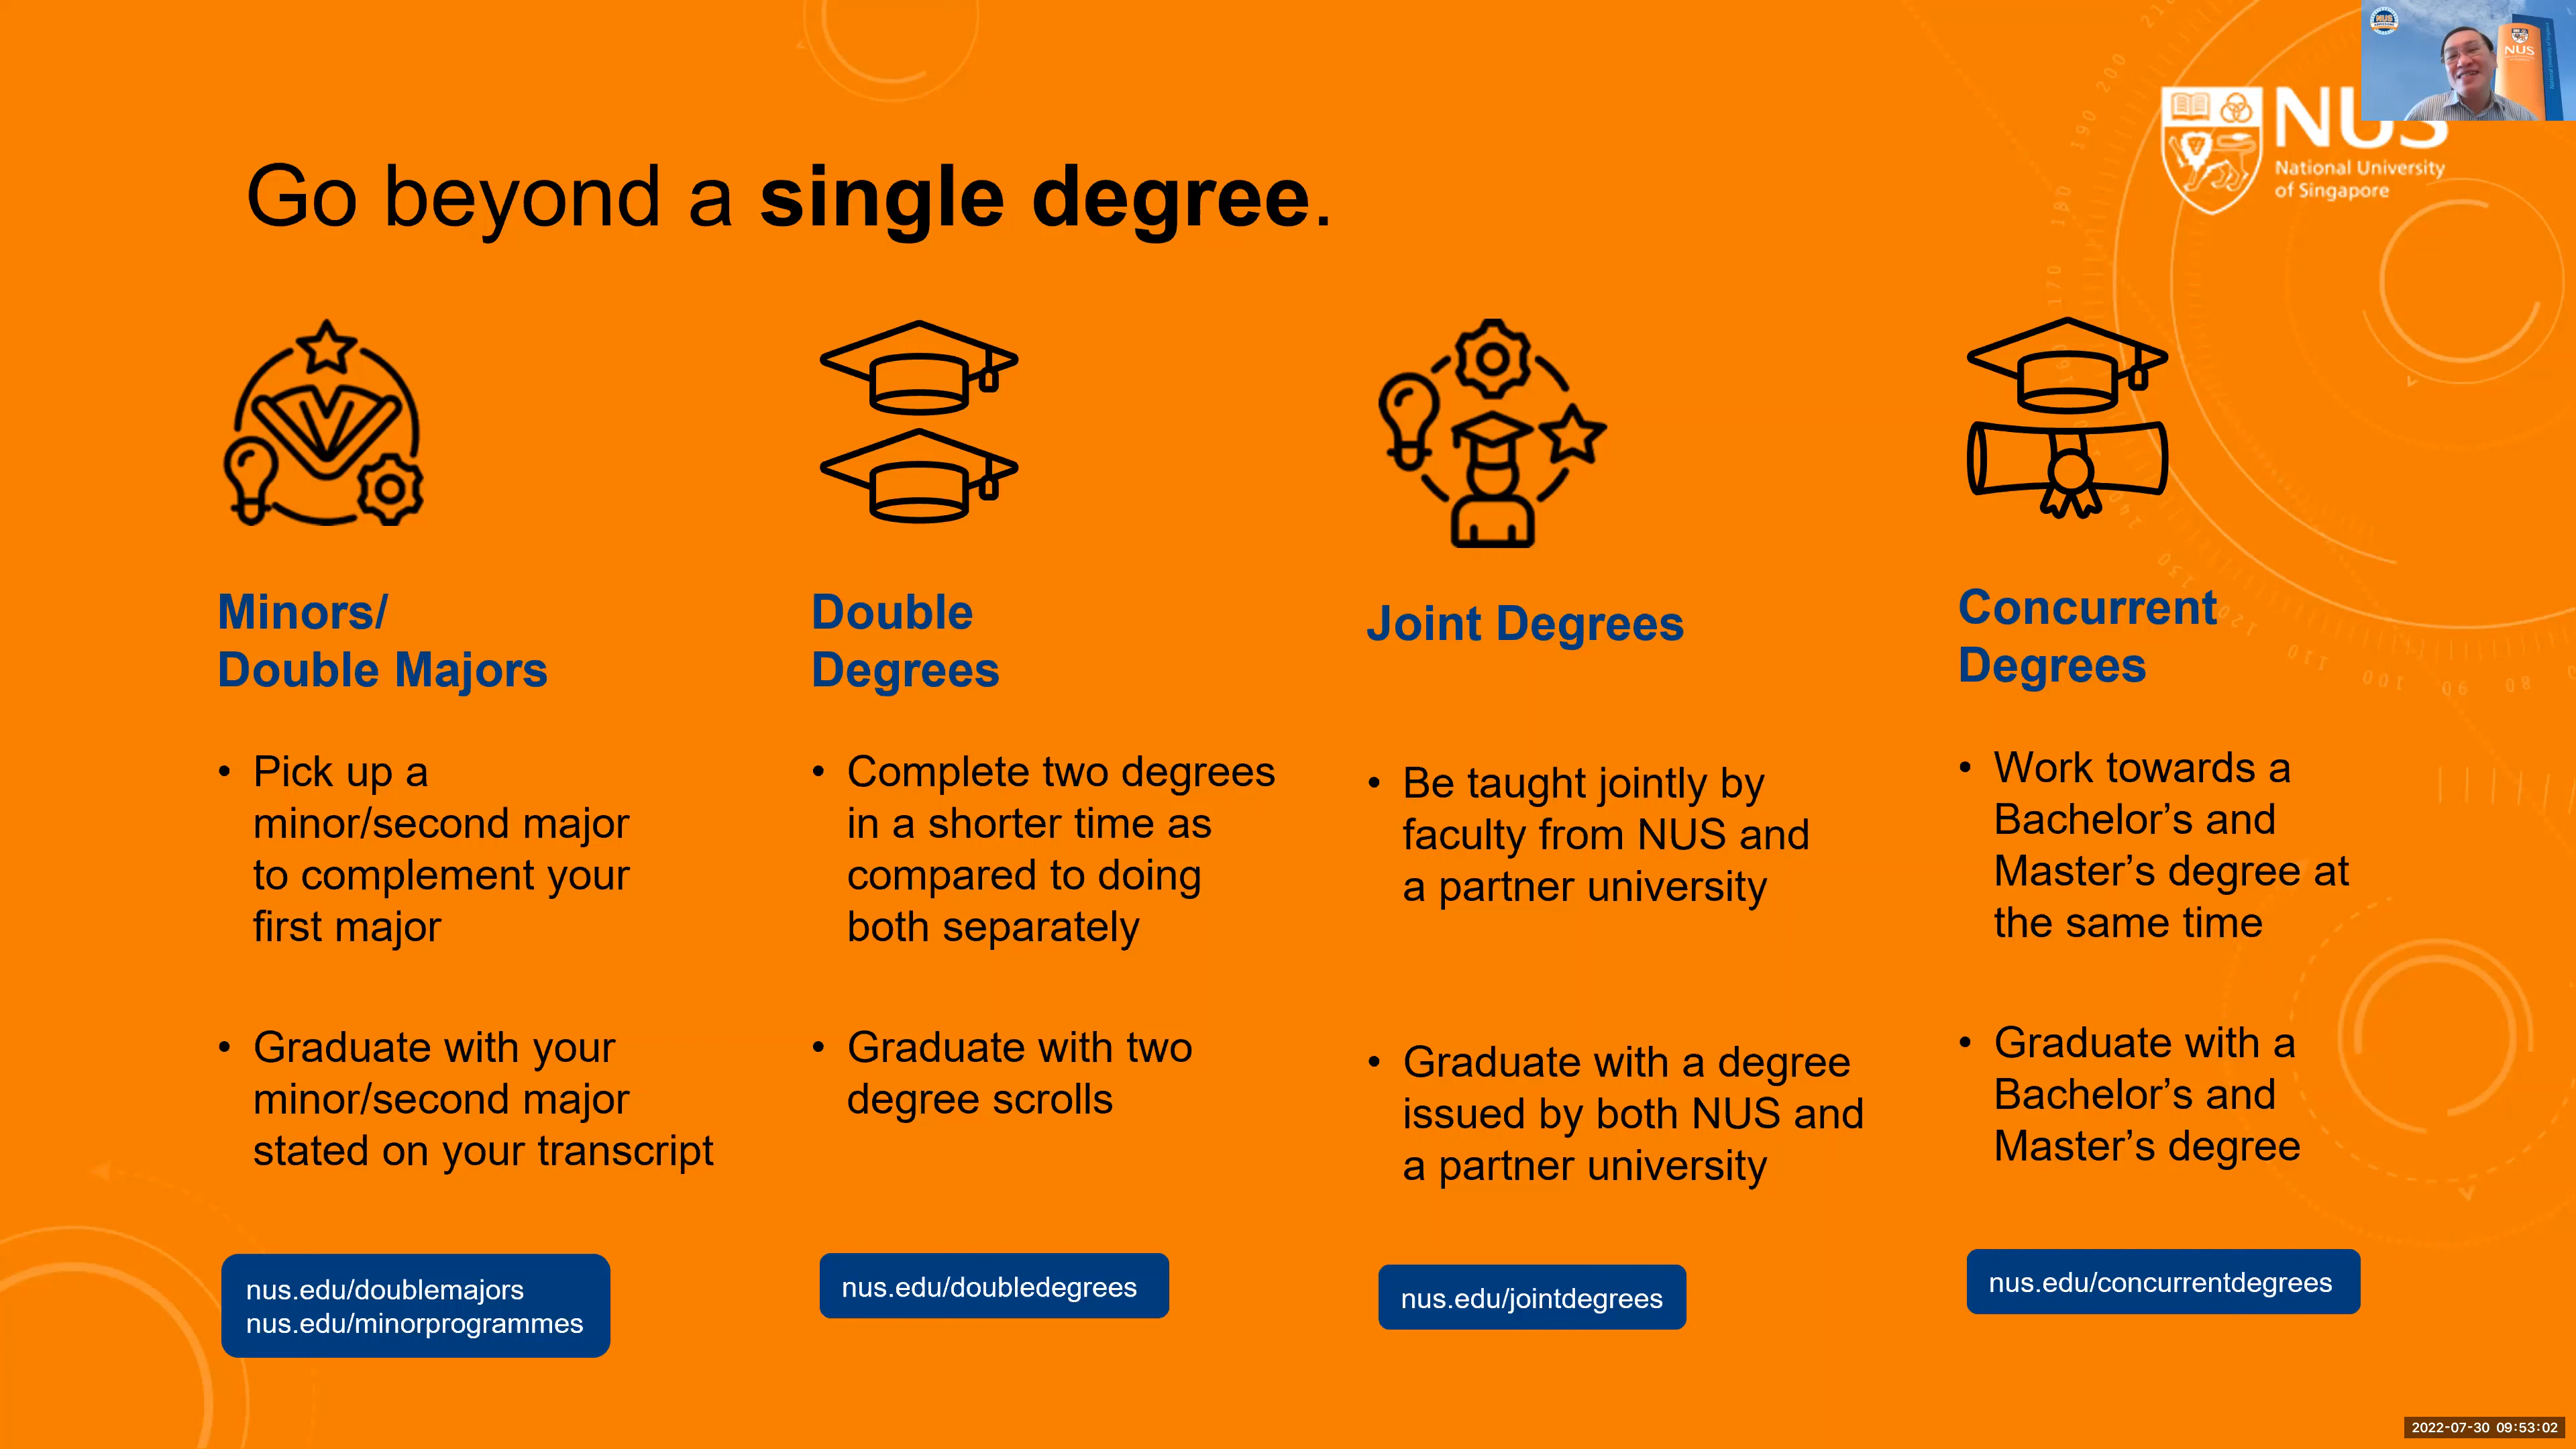 Go beyond a single degree.
NUS
National University
of Singapore
NUS
Minors/
Double Majors
• Pick up a
minor/second major
to complement your
first major
• Graduate with your
minor/second major
stated on your transcript
nus.edu/doublemajors
nus.edu/minorprogrammes
Double
Degrees
• Complete two degrees
in a shorter time as
compared to doing
both separately
• Graduate with two
degree scrolls
nus.edu/doubledegrees
Joint Degrees
• Be taught jointly by
faculty from NUS and
a partner university
• Graduate with a degree
issued by both NUS and
a partner university
nus.edu/jointdegrees
Concurrent
Degrees
• Work towards a
Bachelor’s and
Master’s degree at
the same time
• Graduate with a
Bachelor’s and
Master’s degree
nus.edu/concurrentdegrees
2022-07-30 09:53:02